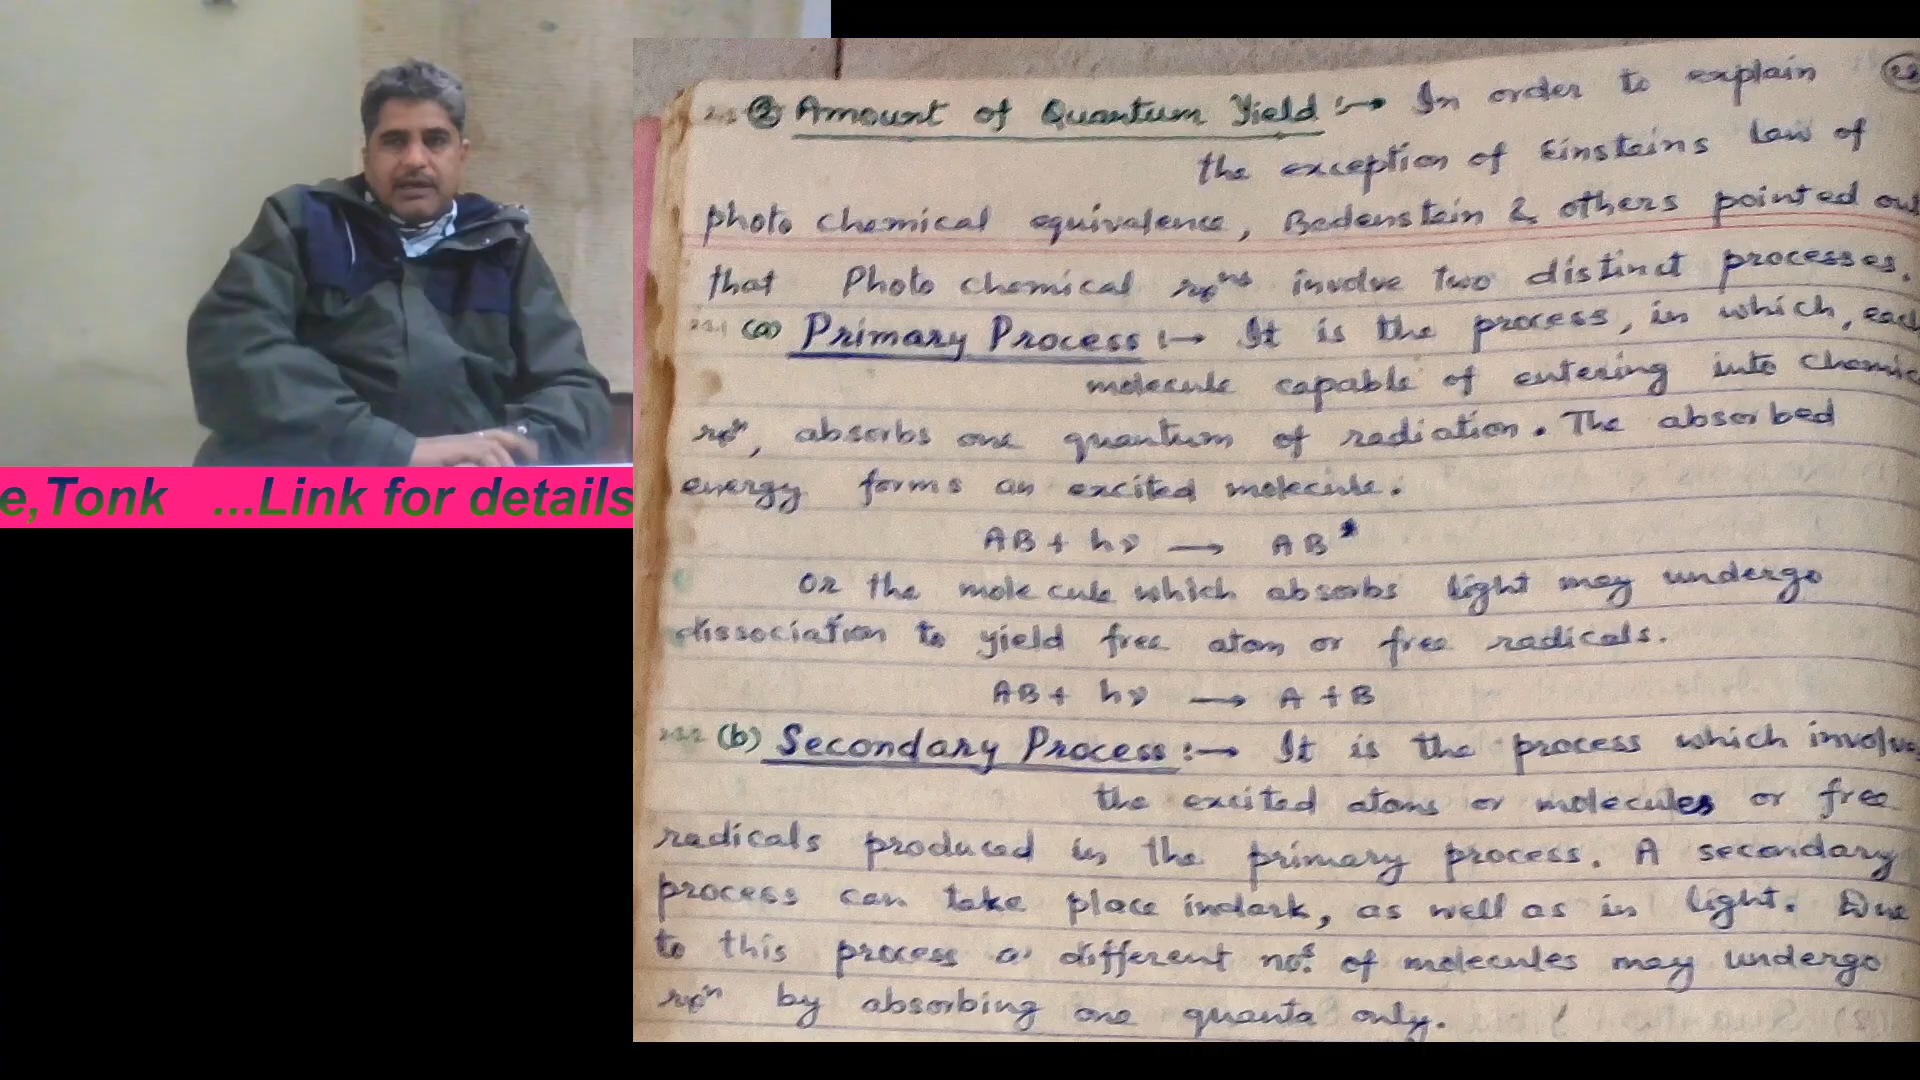 e,Tonk ...Link for details
② Amount of Quantum Yield :→ In order to explain
the exception of Einsteins Law of
photo chemical equivalence, Bodenstein & others pointed out
that Photo chemical rxⁿˢ involve two distinct processes.
(a) Primary Process :→ It is the process, in which, each
molecule capable of entering into chemic
rxⁿ, absorbs one quantum of radiation. The absorbed
energy forms an excited molecule.
AB + hν → AB*
or the molecule which absorbs light may undergo
dissociation to yield free atom or free radicals.
AB + hν → A + B
(b) Secondary Process :→ It is the process which involve
the excited atoms or molecules or free
radicals produced in the primary process. A secondary
process can take place indark, as well as in light. Due
to this process a different no. of molecules may undergo
rxⁿ by absorbing one quanta only.